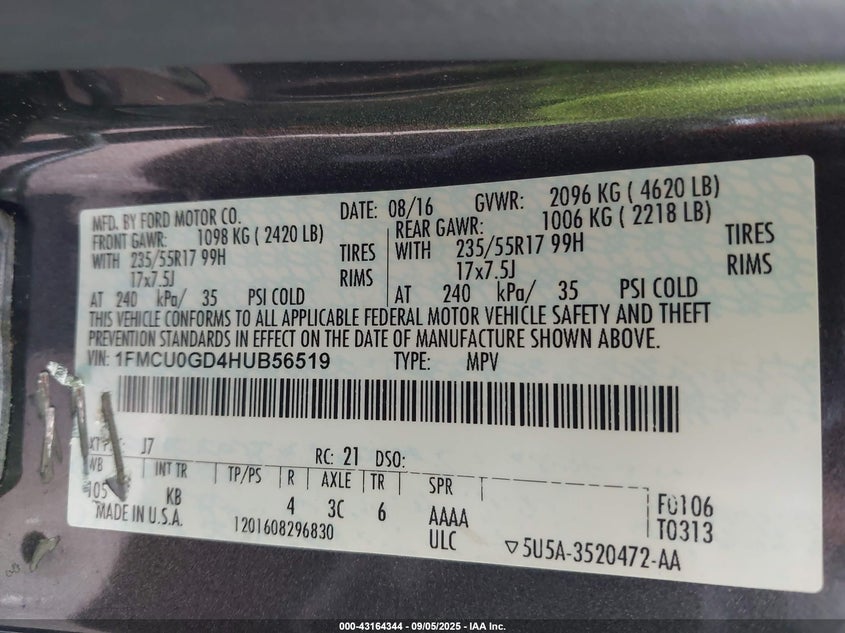 MFD. BY FORD MOTOR CO. DATE: 08/16 GVWR: 2096 KG ( 4620 LB)
FRONT GAWR: 1098 KG ( 2420 LB) REAR GAWR: 1006 KG ( 2218 LB)
WITH 235/55R17 99H TIRES WITH 235/55R17 99H TIRES
17x7.5J RIMS 17x7.5J RIMS
AT 240 kPa/ 35 PSI COLD AT 240 kPa/ 35 PSI COLD
THIS VEHICLE CONFORMS TO ALL APPLICABLE FEDERAL MOTOR VEHICLE SAFETY AND THEFT
PREVENTION STANDARDS IN EFFECT ON THE DATE OF MANUFACTURE SHOWN ABOVE.
VIN: 1FMCU0GD4HUB56519 TYPE: MPV
J7 RC: 21 DSO:
WB INT TR TP/PS R AXLE TR SPR
105 KB 4 3C 6 AAAA F0106
MADE IN U.S.A. 1201608296830 ULC T0313
5U5A-3520472-AA
000-43164344 | 09/05/2025 - IAA Inc.